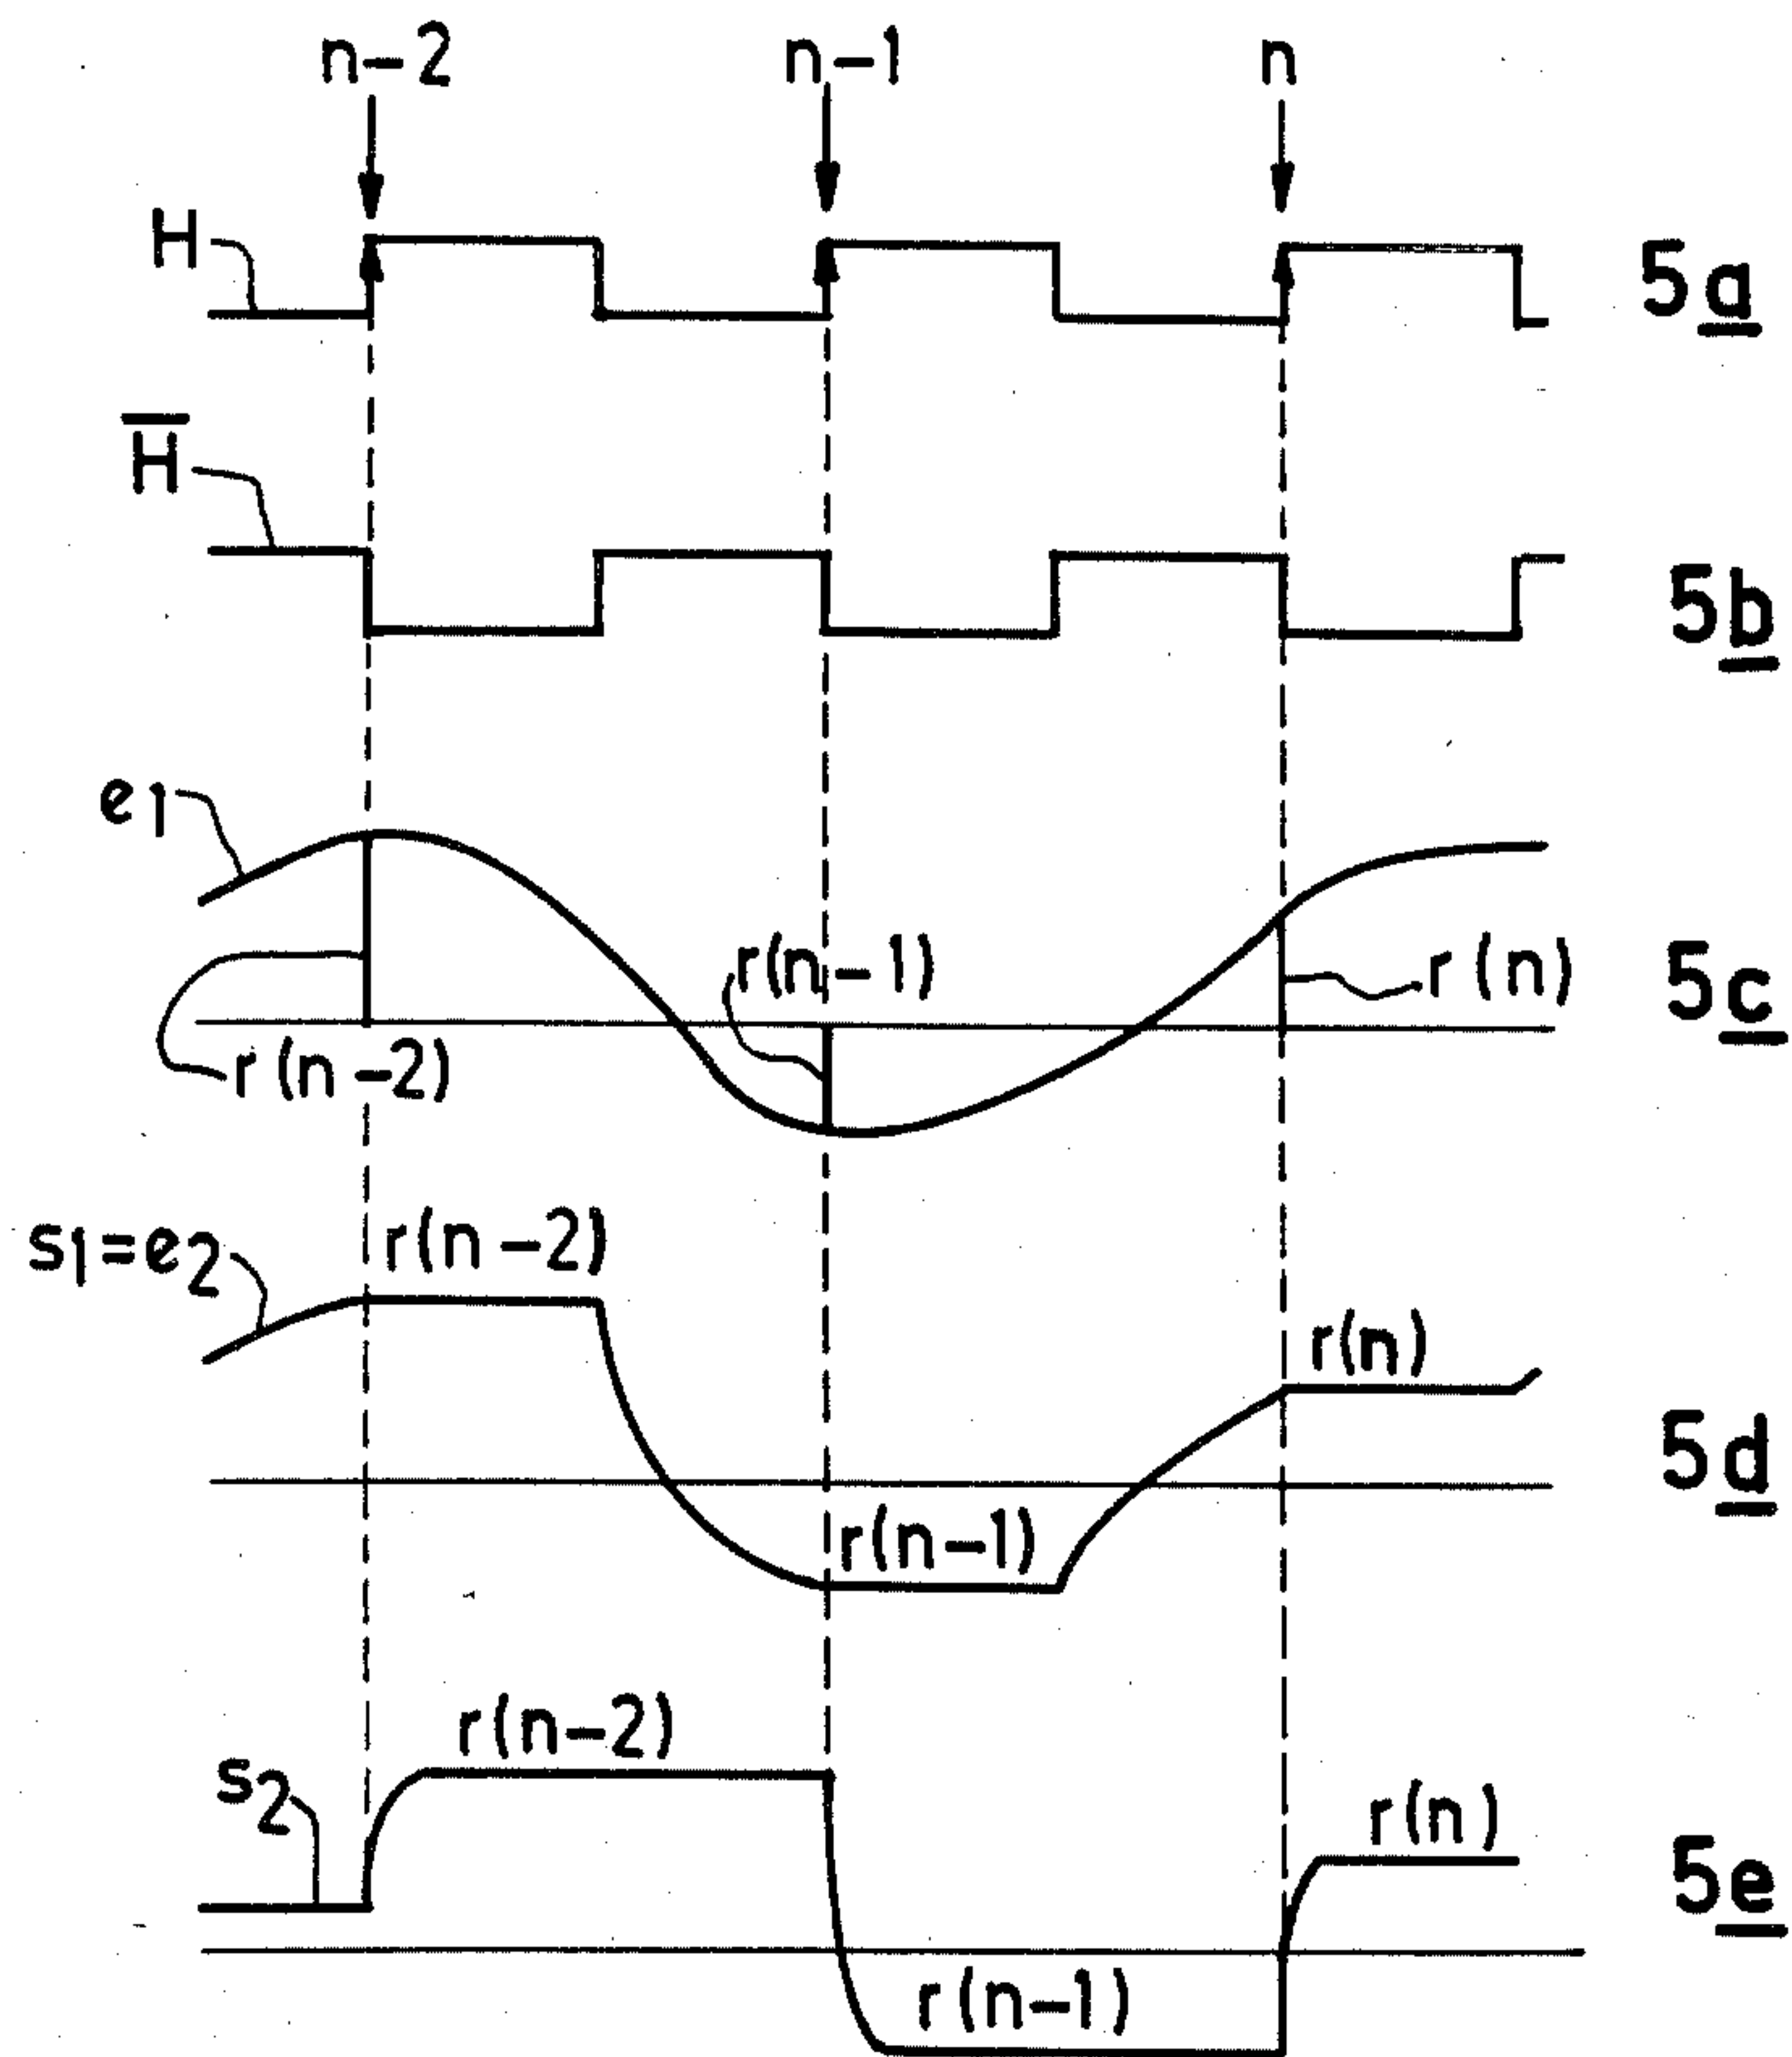 n-2
n-1
n
H
5a
H̅
5b
e1
r(n-1)
r(n)
5c
r(n-2)
s1=e2
r(n-2)
r(n)
5d
r(n-1)
r(n-2)
s2
r(n)
5e
r(n-1)